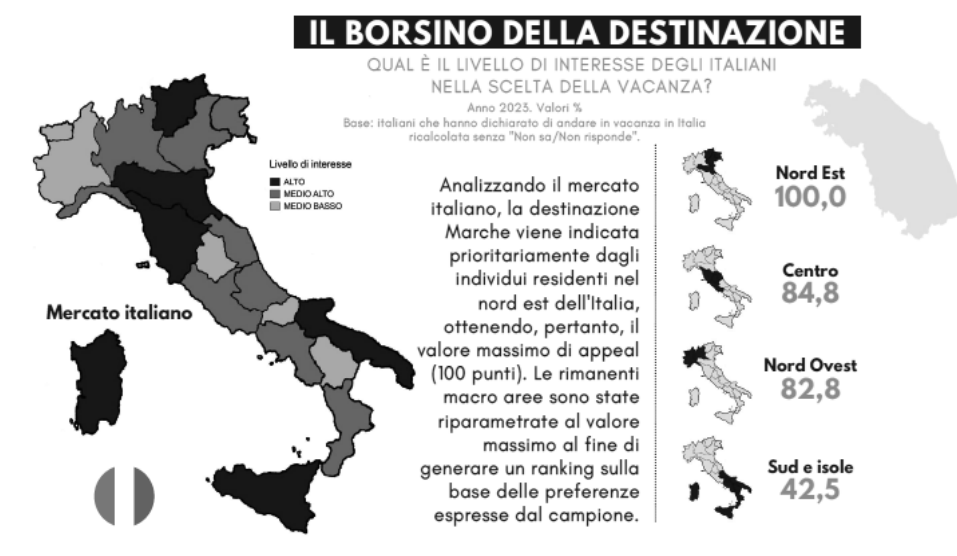 IL BORSINO DELLA DESTINAZIONE
QUAL È IL LIVELLO DI INTERESSE DEGLI ITALIANI
NELLA SCELTA DELLA VACANZA?
Anno 2023. Valori %
Base: italiani che hanno dichiarato di andare in vacanza in Italia
ricalcolata senza "Non sa/Non risponde".
Livello di interesse
ALTO
MEDIO ALTO
MEDIO BASSO
Mercato italiano
Analizzando il mercato
italiano, la destinazione
Marche viene indicata
prioritariamente dagli
individui residenti nel
nord est dell'Italia,
ottenendo, pertanto, il
valore massimo di appeal
(100 punti). Le rimanenti
macro aree sono state
riparametrate al valore
massimo al fine di
generare un ranking sulla
base delle preferenze
espresse dal campione.
Nord Est
100,0
Centro
84,8
Nord Ovest
82,8
Sud e isole
42,5